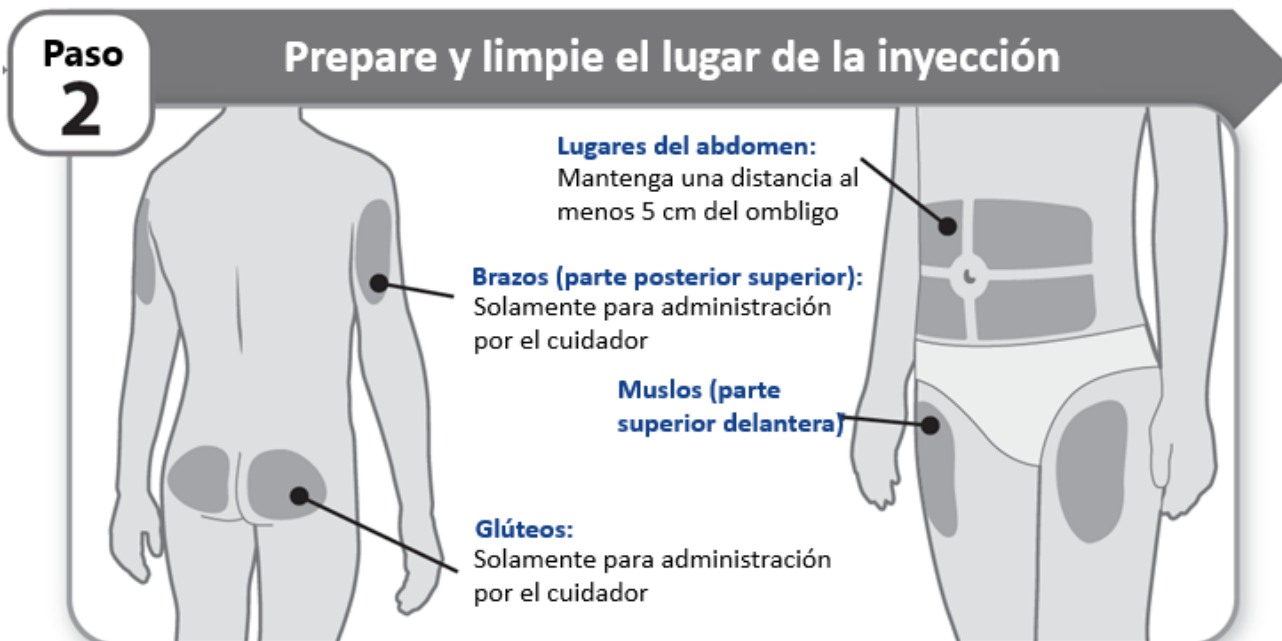 Paso
2
Prepare y limpie el lugar de la inyección
Lugares del abdomen:
Mantenga una distancia al
menos 5 cm del ombligo
Brazos (parte posterior superior):
Solamente para administración
por el cuidador
Muslos (parte
superior delantera)
Glúteos:
Solamente para administración
por el cuidador